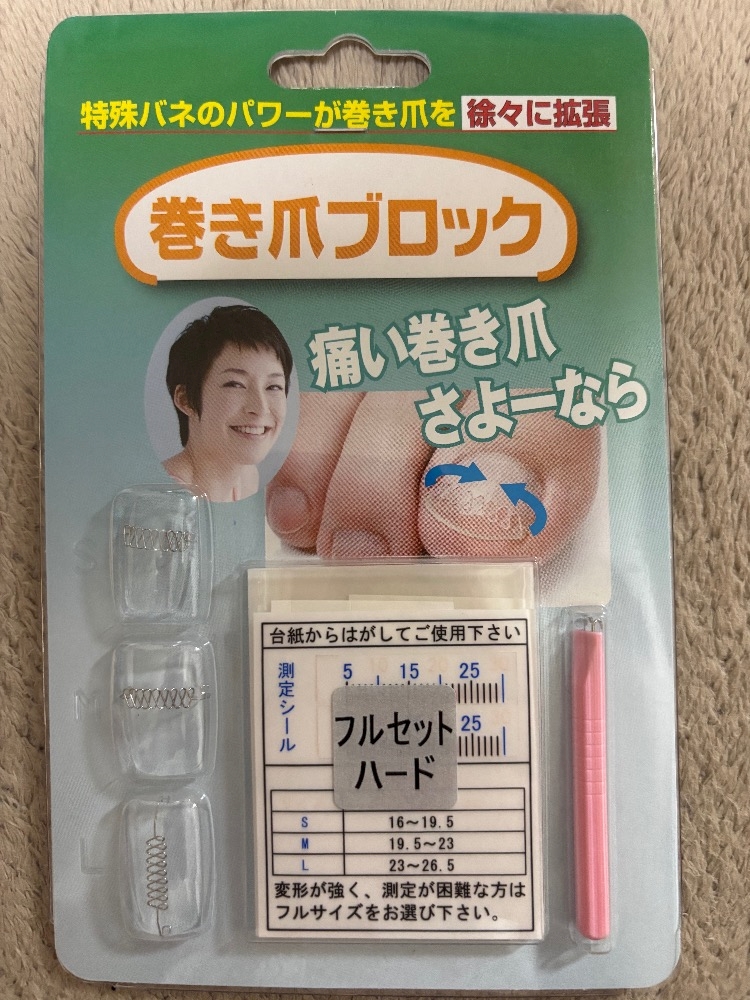 特殊バネのパワーが巻き爪を 徐々に拡張
巻き爪ブロック
痛い巻き爪
さよーなら
S
M
L
台紙からはがしてご使用下さい
測定シール
5 15 25
25
フルセット
ハード
S 16～19.5
M 19.5～23
L 23～26.5
変形が強く、測定が困難な方は
フルサイズをお選び下さい。